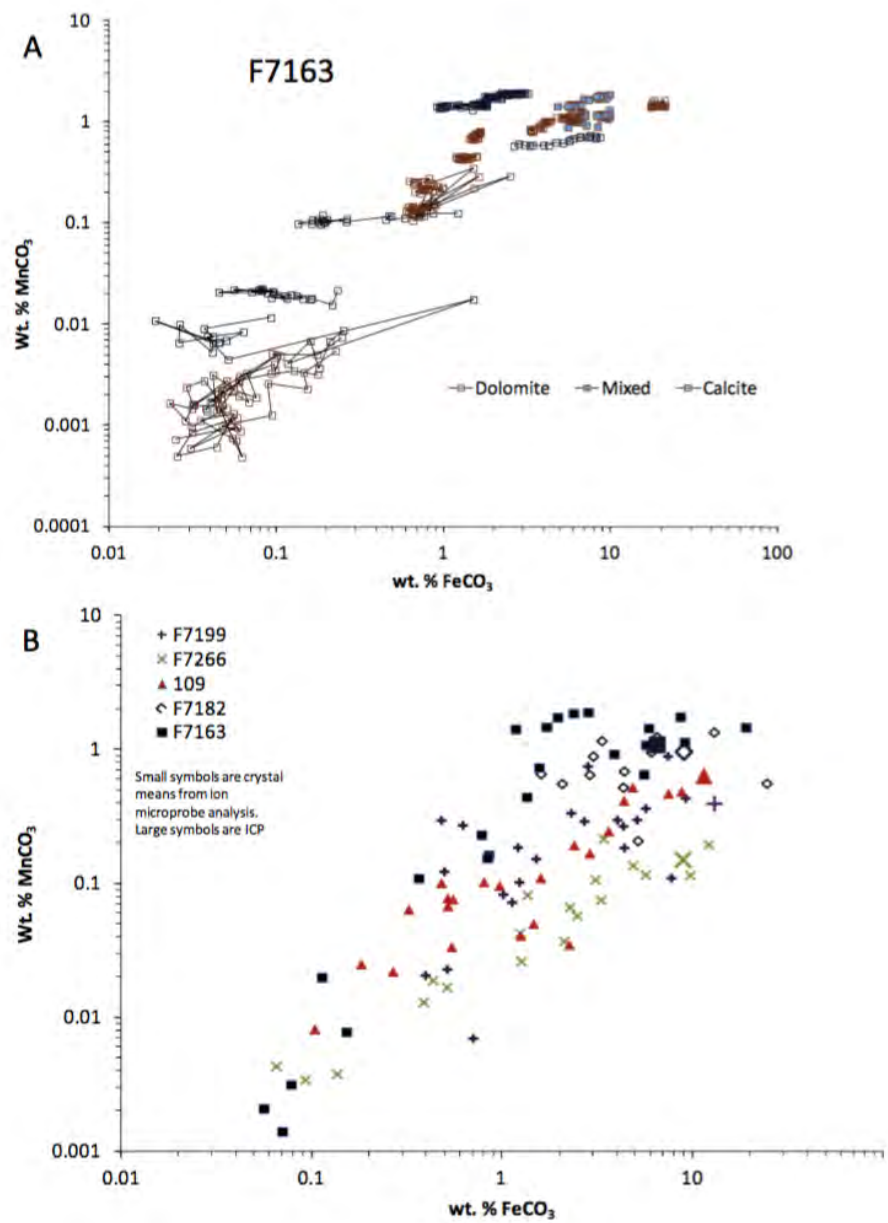 A
F7163
10
1
0.1
0.01
0.001
0.0001
Wt. % MnCO₃
Dolomite
Mixed
Calcite
0.01
0.1
1
10
100
wt. % FeCO₃
B
10
1
0.1
0.01
0.001
Wt. % MnCO₃
F7199
F7266
109
F7182
F7163
Small symbols are crystal
means from ion
microprobe analysis.
Large symbols are ICP
0.01
0.1
1
10
wt. % FeCO₃